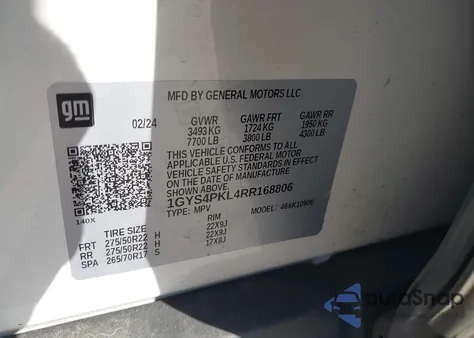 gm
MFD BY GENERAL MOTORS LLC
02/24 GVWR GAWR FRT GAWR RR
3493 KG 1724 KG 1950 KG
7700 LB 3800 LB 4300 LB
THIS VEHICLE CONFORMS TO ALL
APPLICABLE U.S. FEDERAL MOTOR
VEHICLE SAFETY STANDARDS IN
EFFECT ON THE DATE OF MANUFACTURE
SHOWN ABOVE.
1GYS4PKL4RR168806
TYPE: MPV MODEL: 466K10906
140X
TIRE SIZE RIM
FRT 275/50R22 H 22X9J
RR 275/50R22 H 22X9J
SPA 265/70R17 S 17X8J
AutoSnap